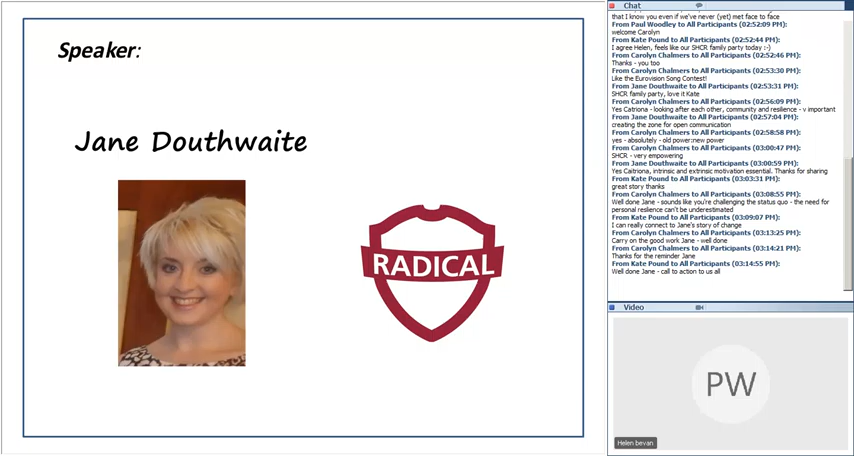 Speaker:
Jane Douthwaite
RADICAL
Chat
that I know you even if we've never (yet) met face to face
From Paul Woodley to All Participants (02:52:09 PM):
welcome Carolyn
From Kate Pound to All Participants (02:52:44 PM):
I agree Helen, feels like our SHCR family party today :-)
From Carolyn Chalmers to All Participants (02:52:46 PM):
Thanks - you too
From Carolyn Chalmers to All Participants (02:53:30 PM):
Like the Eurovision Song Contest!
From Jane Douthwaite to All Participants (02:53:31 PM):
SHCR family party, love it Kate
From Carolyn Chalmers to All Participants (02:56:09 PM):
Yes Catriona - looking after each other, community and resilience - v important
From Jane Douthwaite to All Participants (02:57:04 PM):
creating the zone for open communication
From Carolyn Chalmers to All Participants (02:58:58 PM):
yes - absolutely - old power:new power
From Carolyn Chalmers to All Participants (03:00:47 PM):
SHCR - very empowering
From Jane Douthwaite to All Participants (03:00:59 PM):
Yes Caitriona, intrinsic and extrinsic motivation essential. Thanks for sharing
From Kate Pound to All Participants (03:03:31 PM):
great story thanks
From Carolyn Chalmers to All Participants (03:08:55 PM):
Well done Jane - sounds like you're challenging the status quo - the need for
personal reslience can't be underestimated
From Kate Pound to All Participants (03:09:07 PM):
I can really connect to Jane's story of change
From Carolyn Chalmers to All Participants (03:13:25 PM):
Carry on the good work Jane - well done
From Carolyn Chalmers to All Participants (03:14:21 PM):
Thanks for the reminder Jane
From Kate Pound to All Participants (03:14:55 PM):
Well done Jane - call to action to us all
Video
PW
Helen bevan